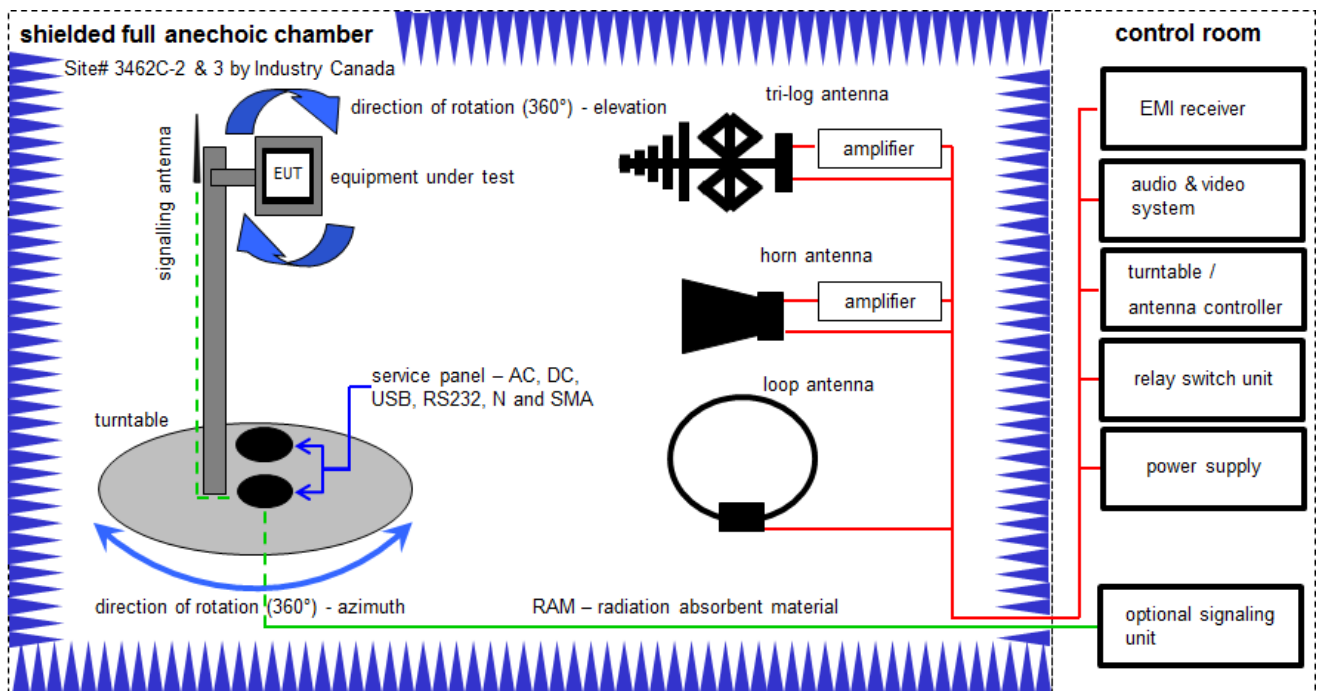 shielded full anechoic chamber
Site# 3462C-2 & 3 by Industry Canada
direction of rotation (360°) - elevation
signalling antenna
EUT
equipment under test
tri-log antenna
amplifier
horn antenna
amplifier
service panel – AC, DC,
USB, RS232, N and SMA
loop antenna
turntable
direction of rotation (360°) - azimuth
RAM – radiation absorbent material
control room
EMI receiver
audio & video
system
turntable /
antenna controller
relay switch unit
power supply
optional signaling
unit